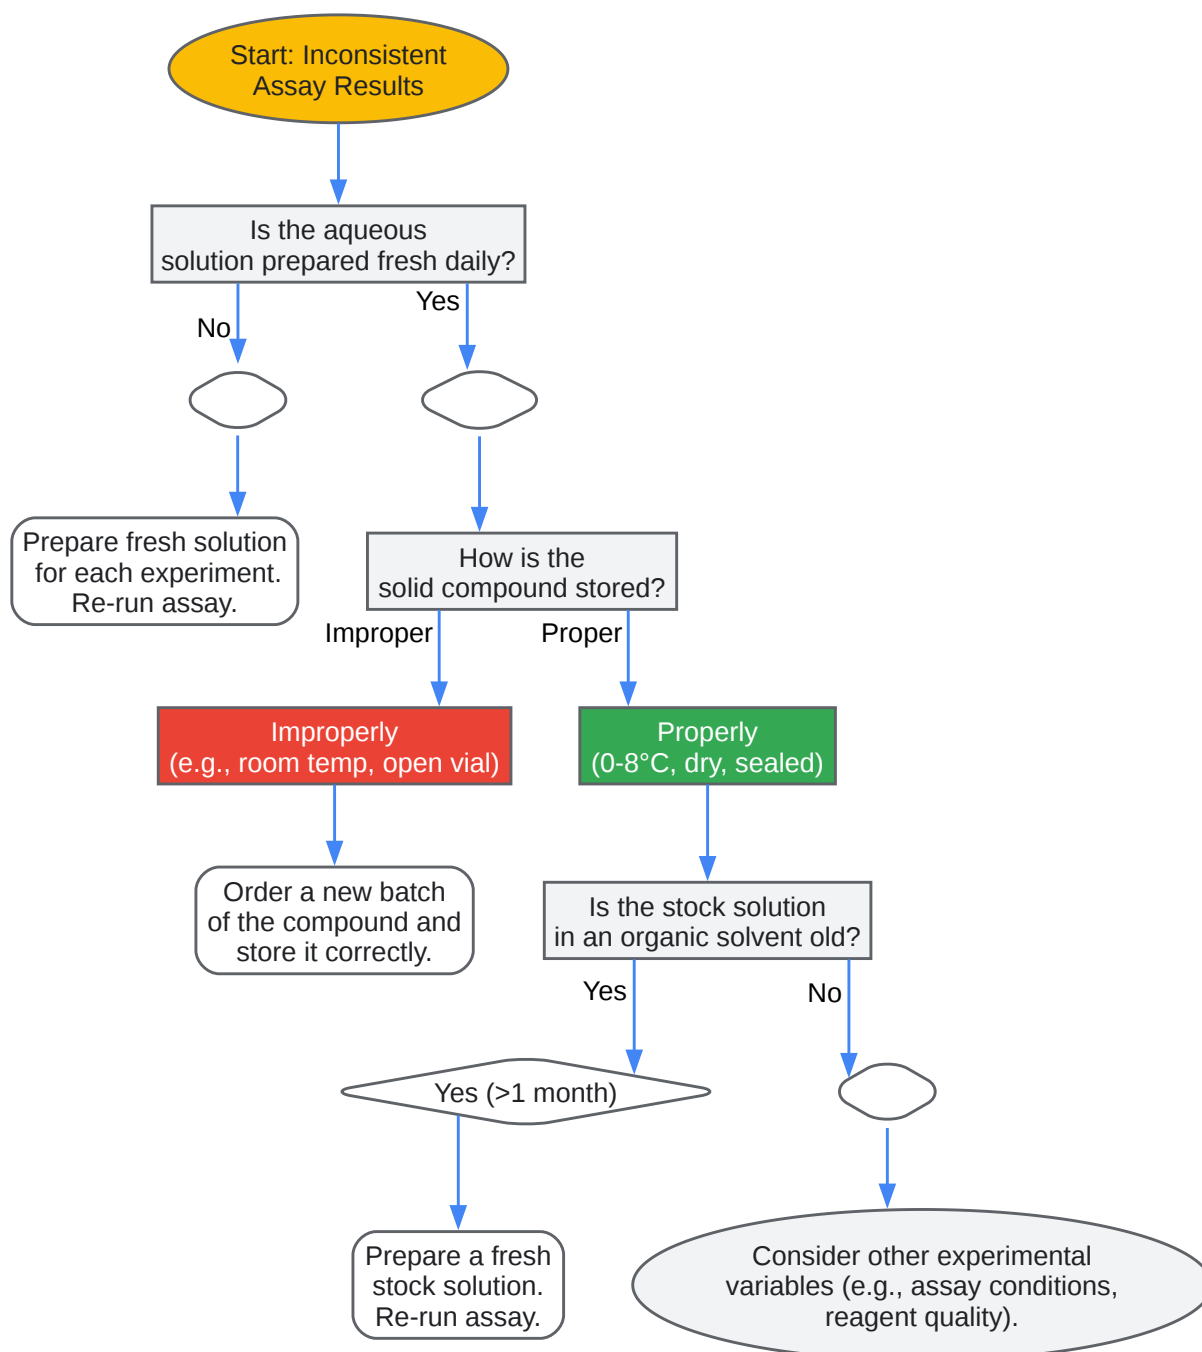 Start: Inconsistent
Assay Results
Is the aqueous
solution prepared fresh daily?
No
Yes
Prepare fresh solution
for each experiment.
Re-run assay.
How is the
solid compound stored?
Improper
Proper
Improperly
(e.g., room temp, open vial)
Properly
(0-8°C, dry, sealed)
Order a new batch
of the compound and
store it correctly.
Is the stock solution
in an organic solvent old?
Yes
No
Yes (>1 month)
Prepare a fresh
stock solution.
Re-run assay.
Consider other experimental
variables (e.g., assay conditions,
reagent quality).